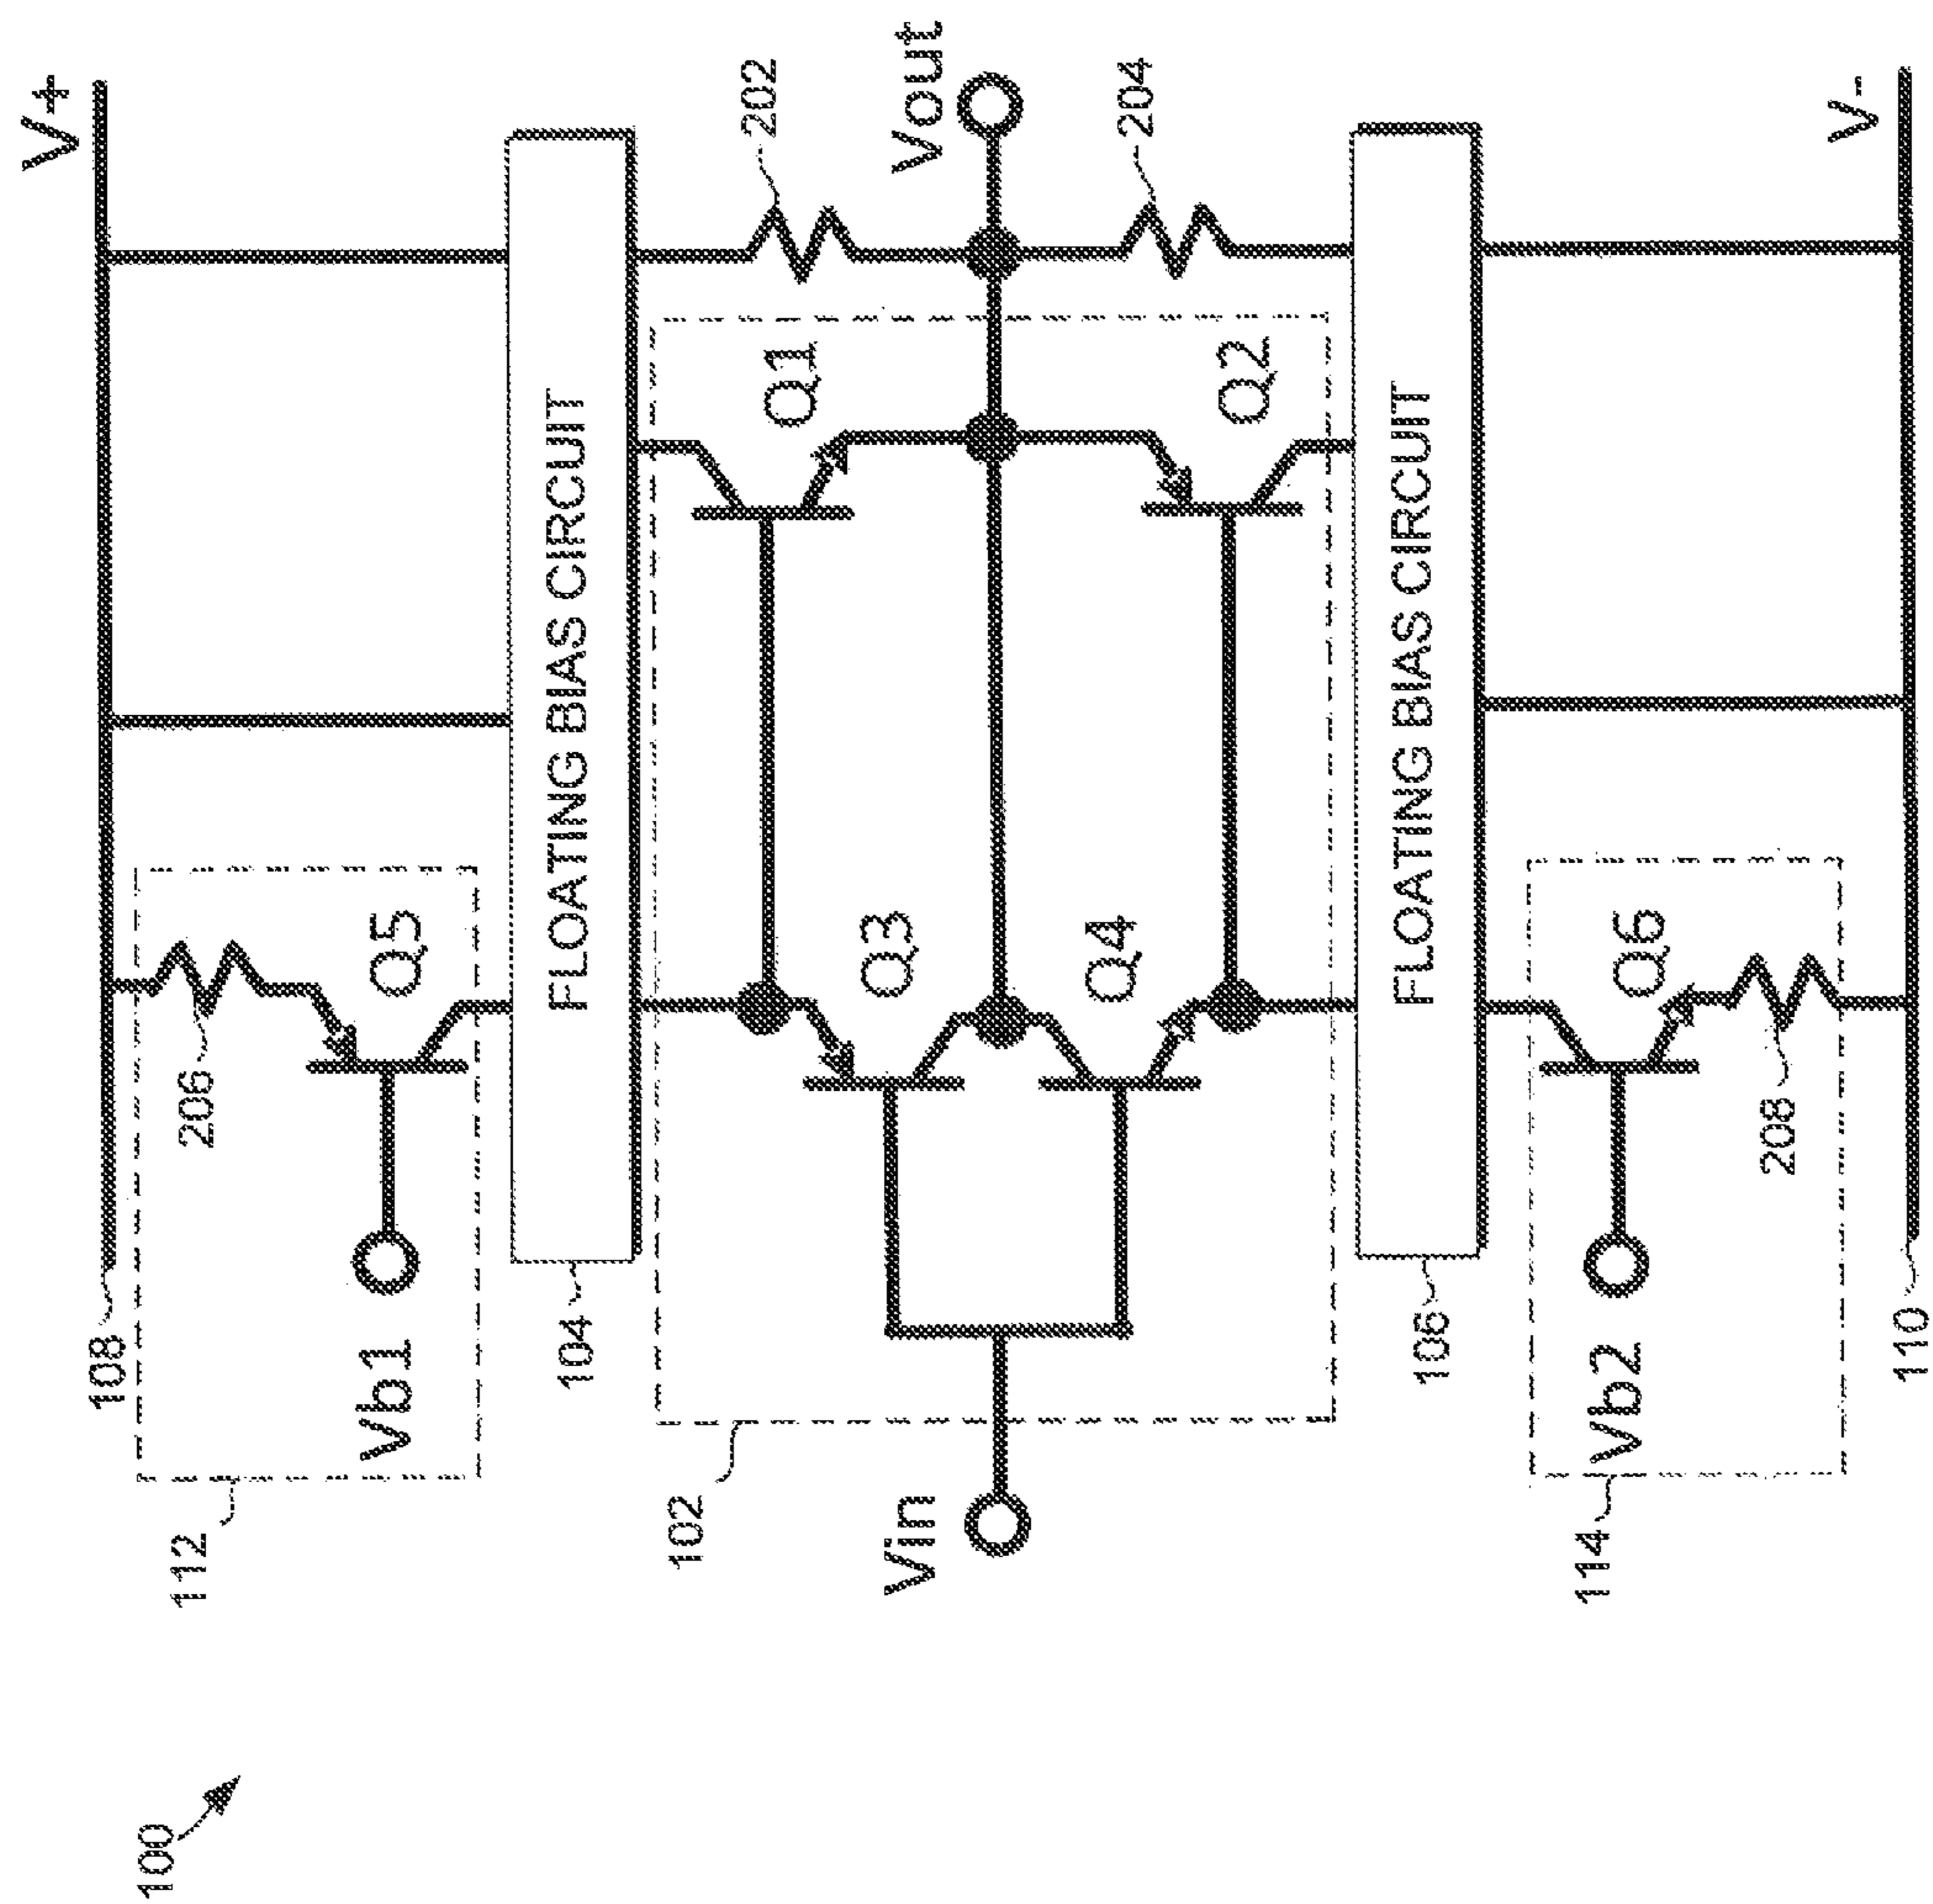 100
112
108
V+
206
Q5
Vb1
104
FLOATING BIAS CIRCUIT
202
102
Q1
Q3
Vin
Vout
Q4
Q2
204
106
FLOATING BIAS CIRCUIT
114
Vb2
Q6
208
110
V-